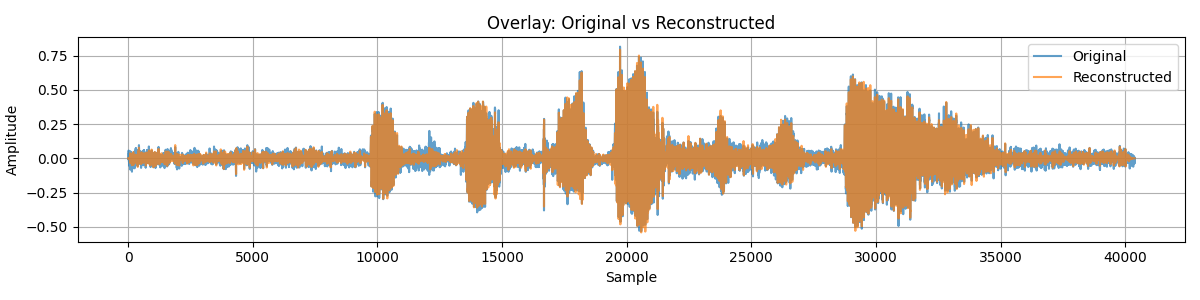 Overlay: Original vs Reconstructed
Original
Reconstructed
Amplitude
0.75
0.50
0.25
0.00
−0.25
−0.50
0 5000 10000 15000 20000 25000 30000 35000 40000
Sample